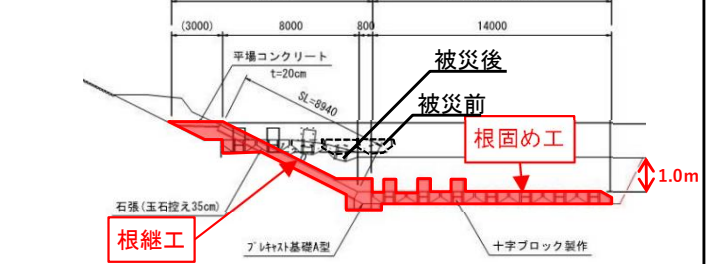 (3000)
8000
800
14000
平場コンクリート
t=20cm
SL=8940
被災後
被災前
根固め工
1.0m
石張(玉石控え35cm)
根継工
プレキャスト基礎A型
十字ブロック製作